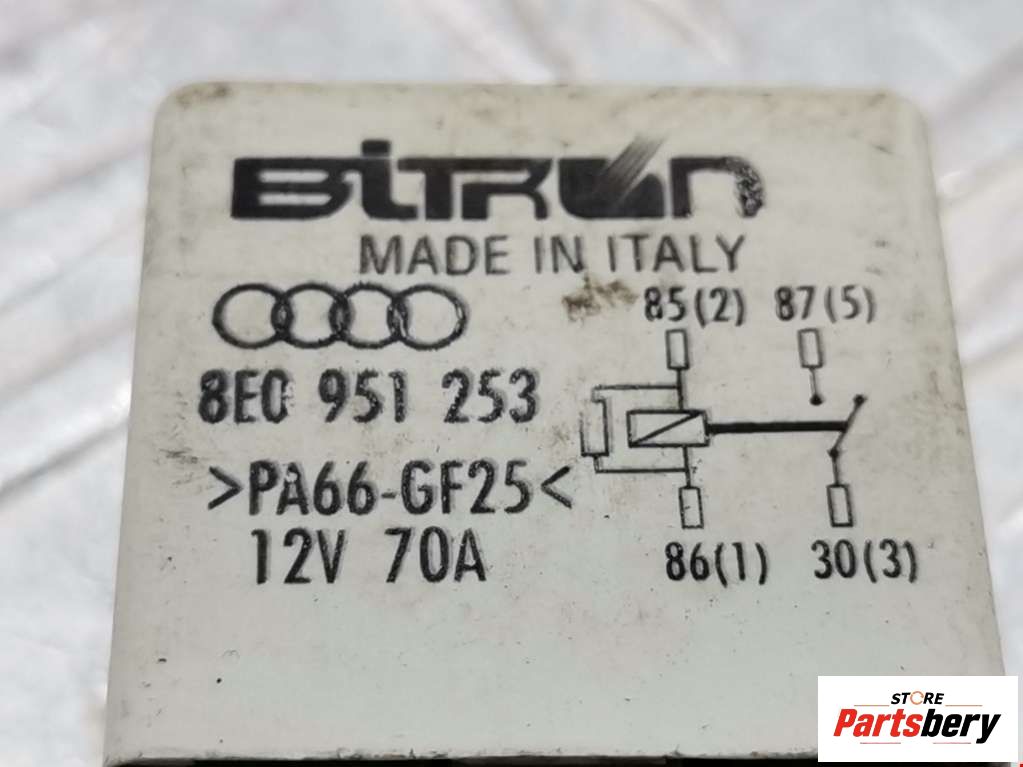 BiTRON
MADE IN ITALY
8E0 951 253
>PA66-GF25<
12V 70A
85(2) 87(5)
86(1) 30(3)
STORE
Partsbery